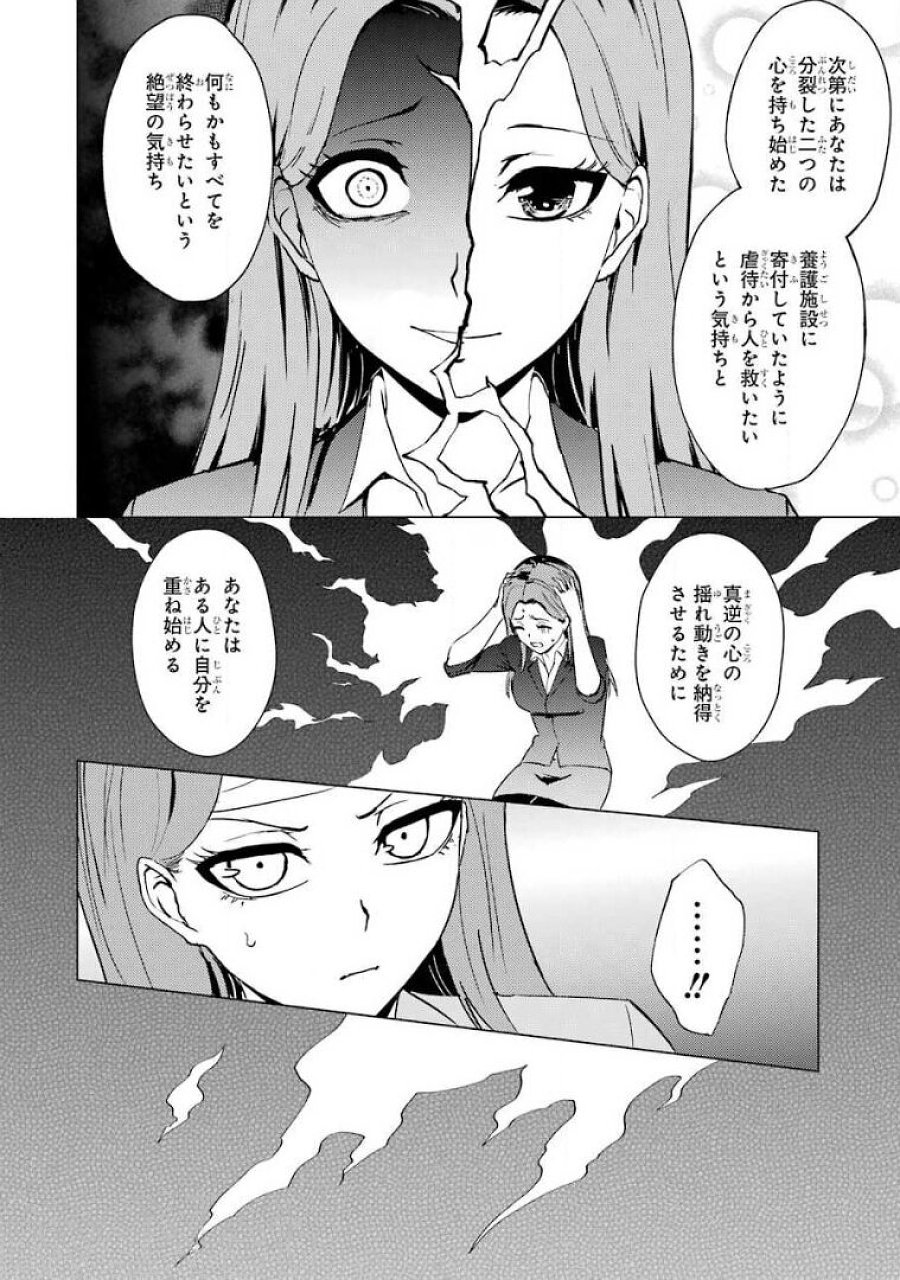 次第にあなたは
分裂した二つの
心を持ち始めた
養護施設に
寄付していたように
虐待から人を救いたい
という気持ちと
何もかもすべてを
終わらせたいという
絶望の気持ち
真逆の心の
揺れ動きを納得
させるために
あなたは
ある人に自分を
重ね始める
……!!